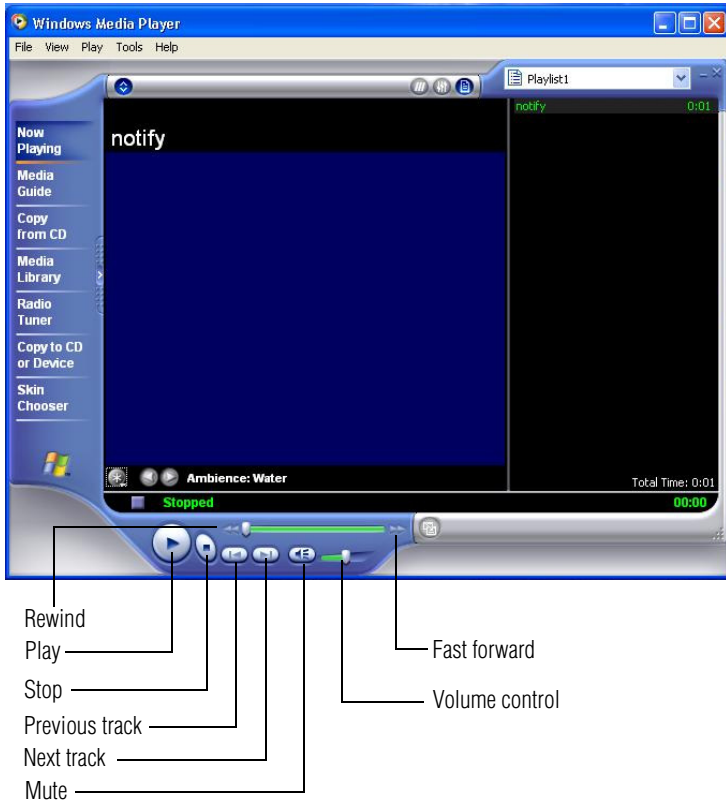 Windows Media Player
File View Play Tools Help
Playlist1
notify 0:01
Now
Playing
Media
Guide
Copy
from CD
Media
Library
Radio
Tuner
Copy to CD
or Device
Skin
Chooser
notify
Ambience: Water
Total Time: 0:01
Stopped 00:00
Rewind
Play
Stop
Previous track
Next track
Mute
Fast forward
Volume control